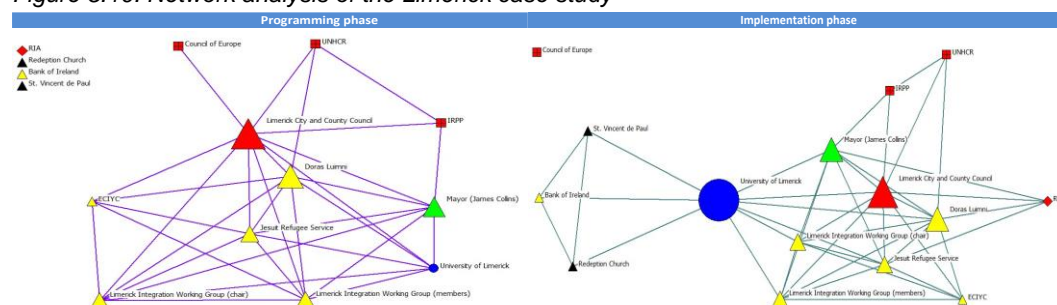 Figure 3.10. Network analysis of the Limerick case study
Programming phase
RIA
Redeption Church
Bank of Ireland
St. Vincent de Paul
Council of Europe
UNHCR
IRPP
Limerick City and County Council
Doras Lumni
ECIYC
Mayor (James Collins)
Jesuit Refugee Service
University of Limerick
Limerick Integration Working Group (chair)
Limerick Integration Working Group (members)
Implementation phase
Council of Europe
UNHCR
IRPP
St. Vincent de Paul
Mayor (James Collins)
University of Limerick
Limerick City and County Council
Bank of Ireland
Doras Lumni
Limerick Integration Working Group (chair)
Jesuit Refugee Service
Redeption Church
Limerick Integration Working Group (members)
ECIYC